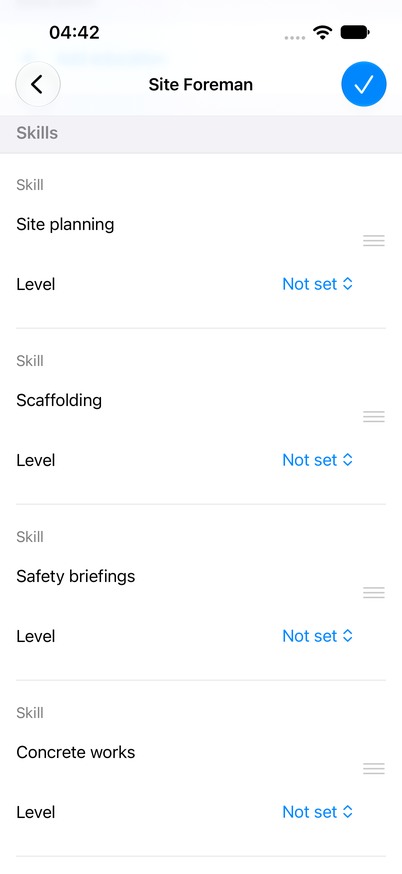 04:42
Site Foreman
Skills
Skill
Site planning
Level Not set
Skill
Scaffolding
Level Not set
Skill
Safety briefings
Level Not set
Skill
Concrete works
Level Not set